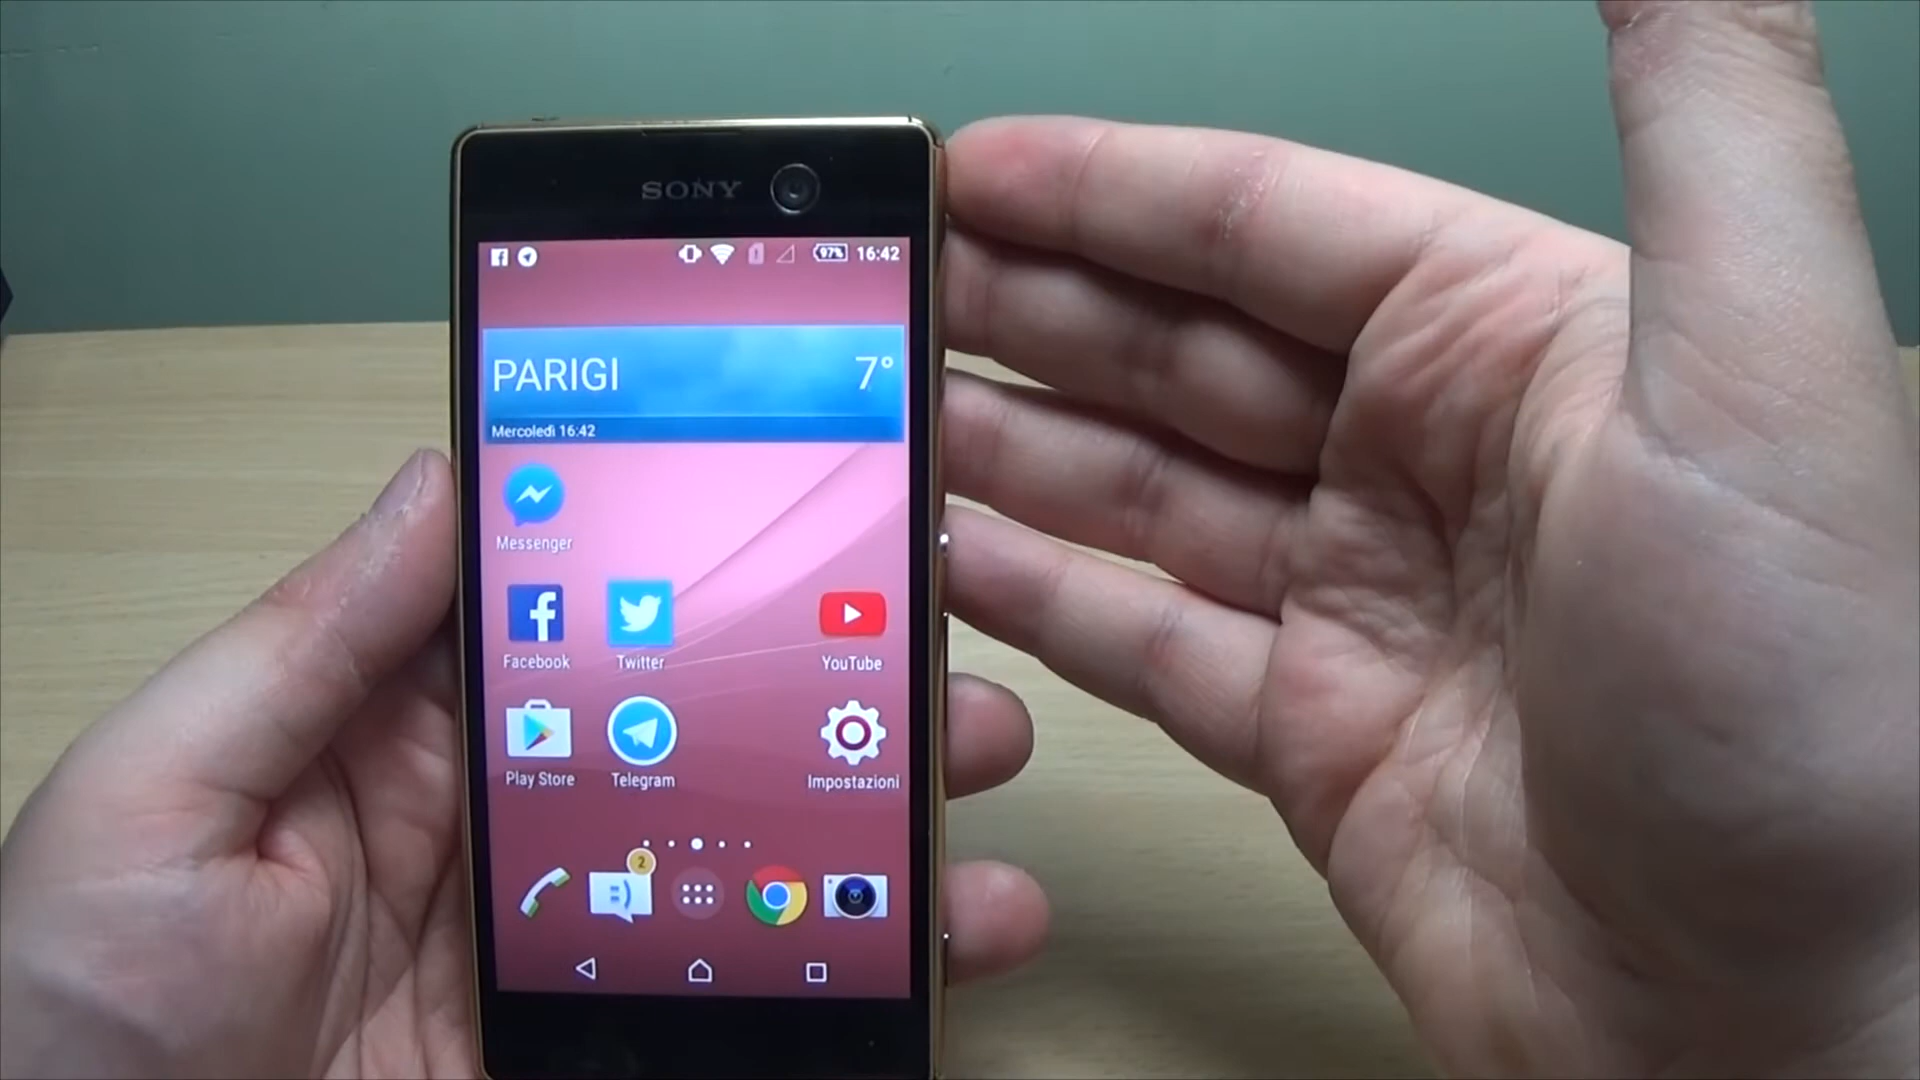 SONY
97% 16:42
PARIGI 7°
Mercoledì 16:42
Messenger
Facebook Twitter YouTube
Play Store Telegram Impostazioni
2